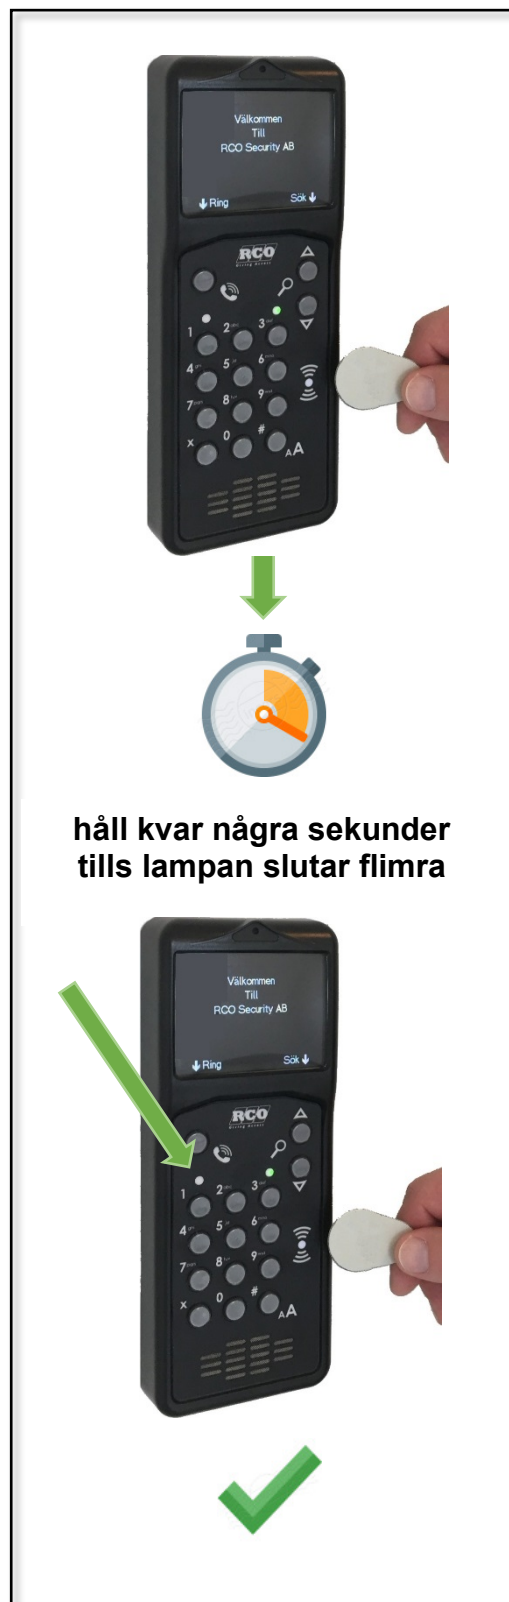 Välkommen
Till
RCO Security AB
Ring
Sök
RCO
1
2
3
4
5
6
7
8
9
x
0
#
AA
håll kvar några sekunder
tills lampan slutar flimra
Välkommen
Till
RCO Security AB
Ring
Sök
RCO
1
2
3
4
5
6
7
8
9
x
0
#
AA